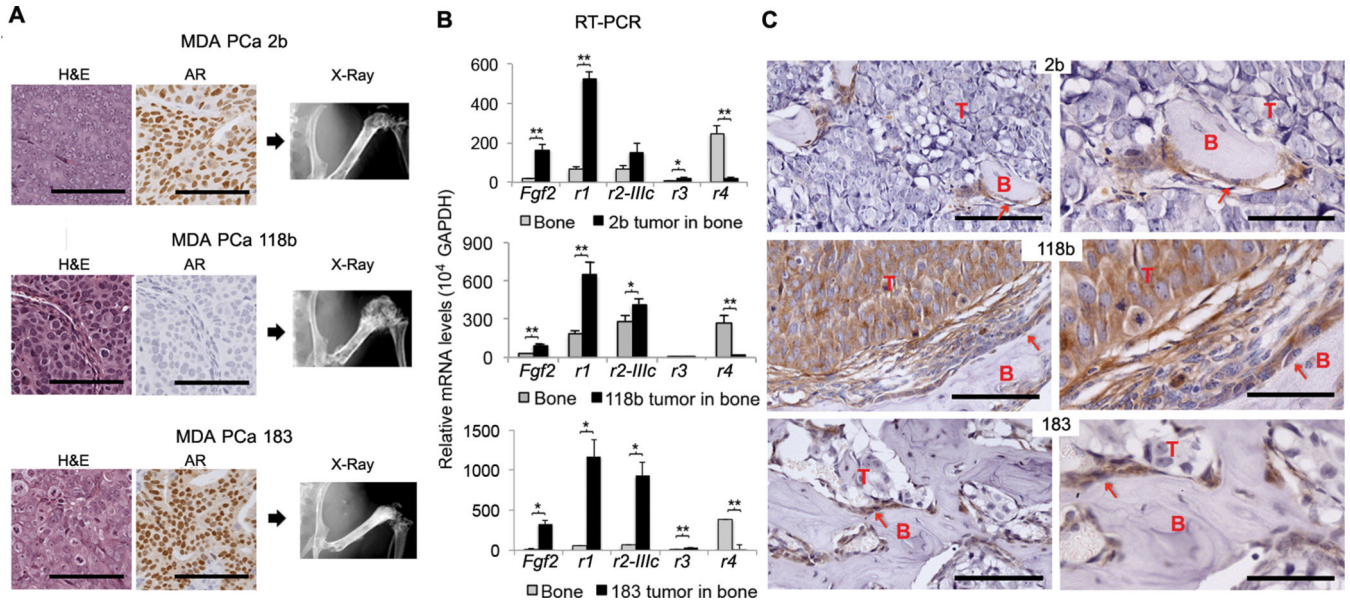 A
MDA PCa 2b
H&E
AR
X-Ray
MDA PCa 118b
H&E
AR
X-Ray
MDA PCa 183
H&E
AR
X-Ray
B
RT-PCR
Relative mRNA levels (10⁴ GAPDH)
600
400
200
0
**
**
*
**
Fgf2 r1 r2-IIIc r3 r4
Bone 2b tumor in bone
900
600
300
0
**
**
*
**
Fgf2 r1 r2-IIIc r3 r4
Bone 118b tumor in bone
1500
1000
500
0
*
*
*
**
**
Fgf2 r1 r2-IIIc r3 r4
Bone 183 tumor in bone
C
2b
T
B
T
B
118b
T
B
T
B
183
T
B
T
B